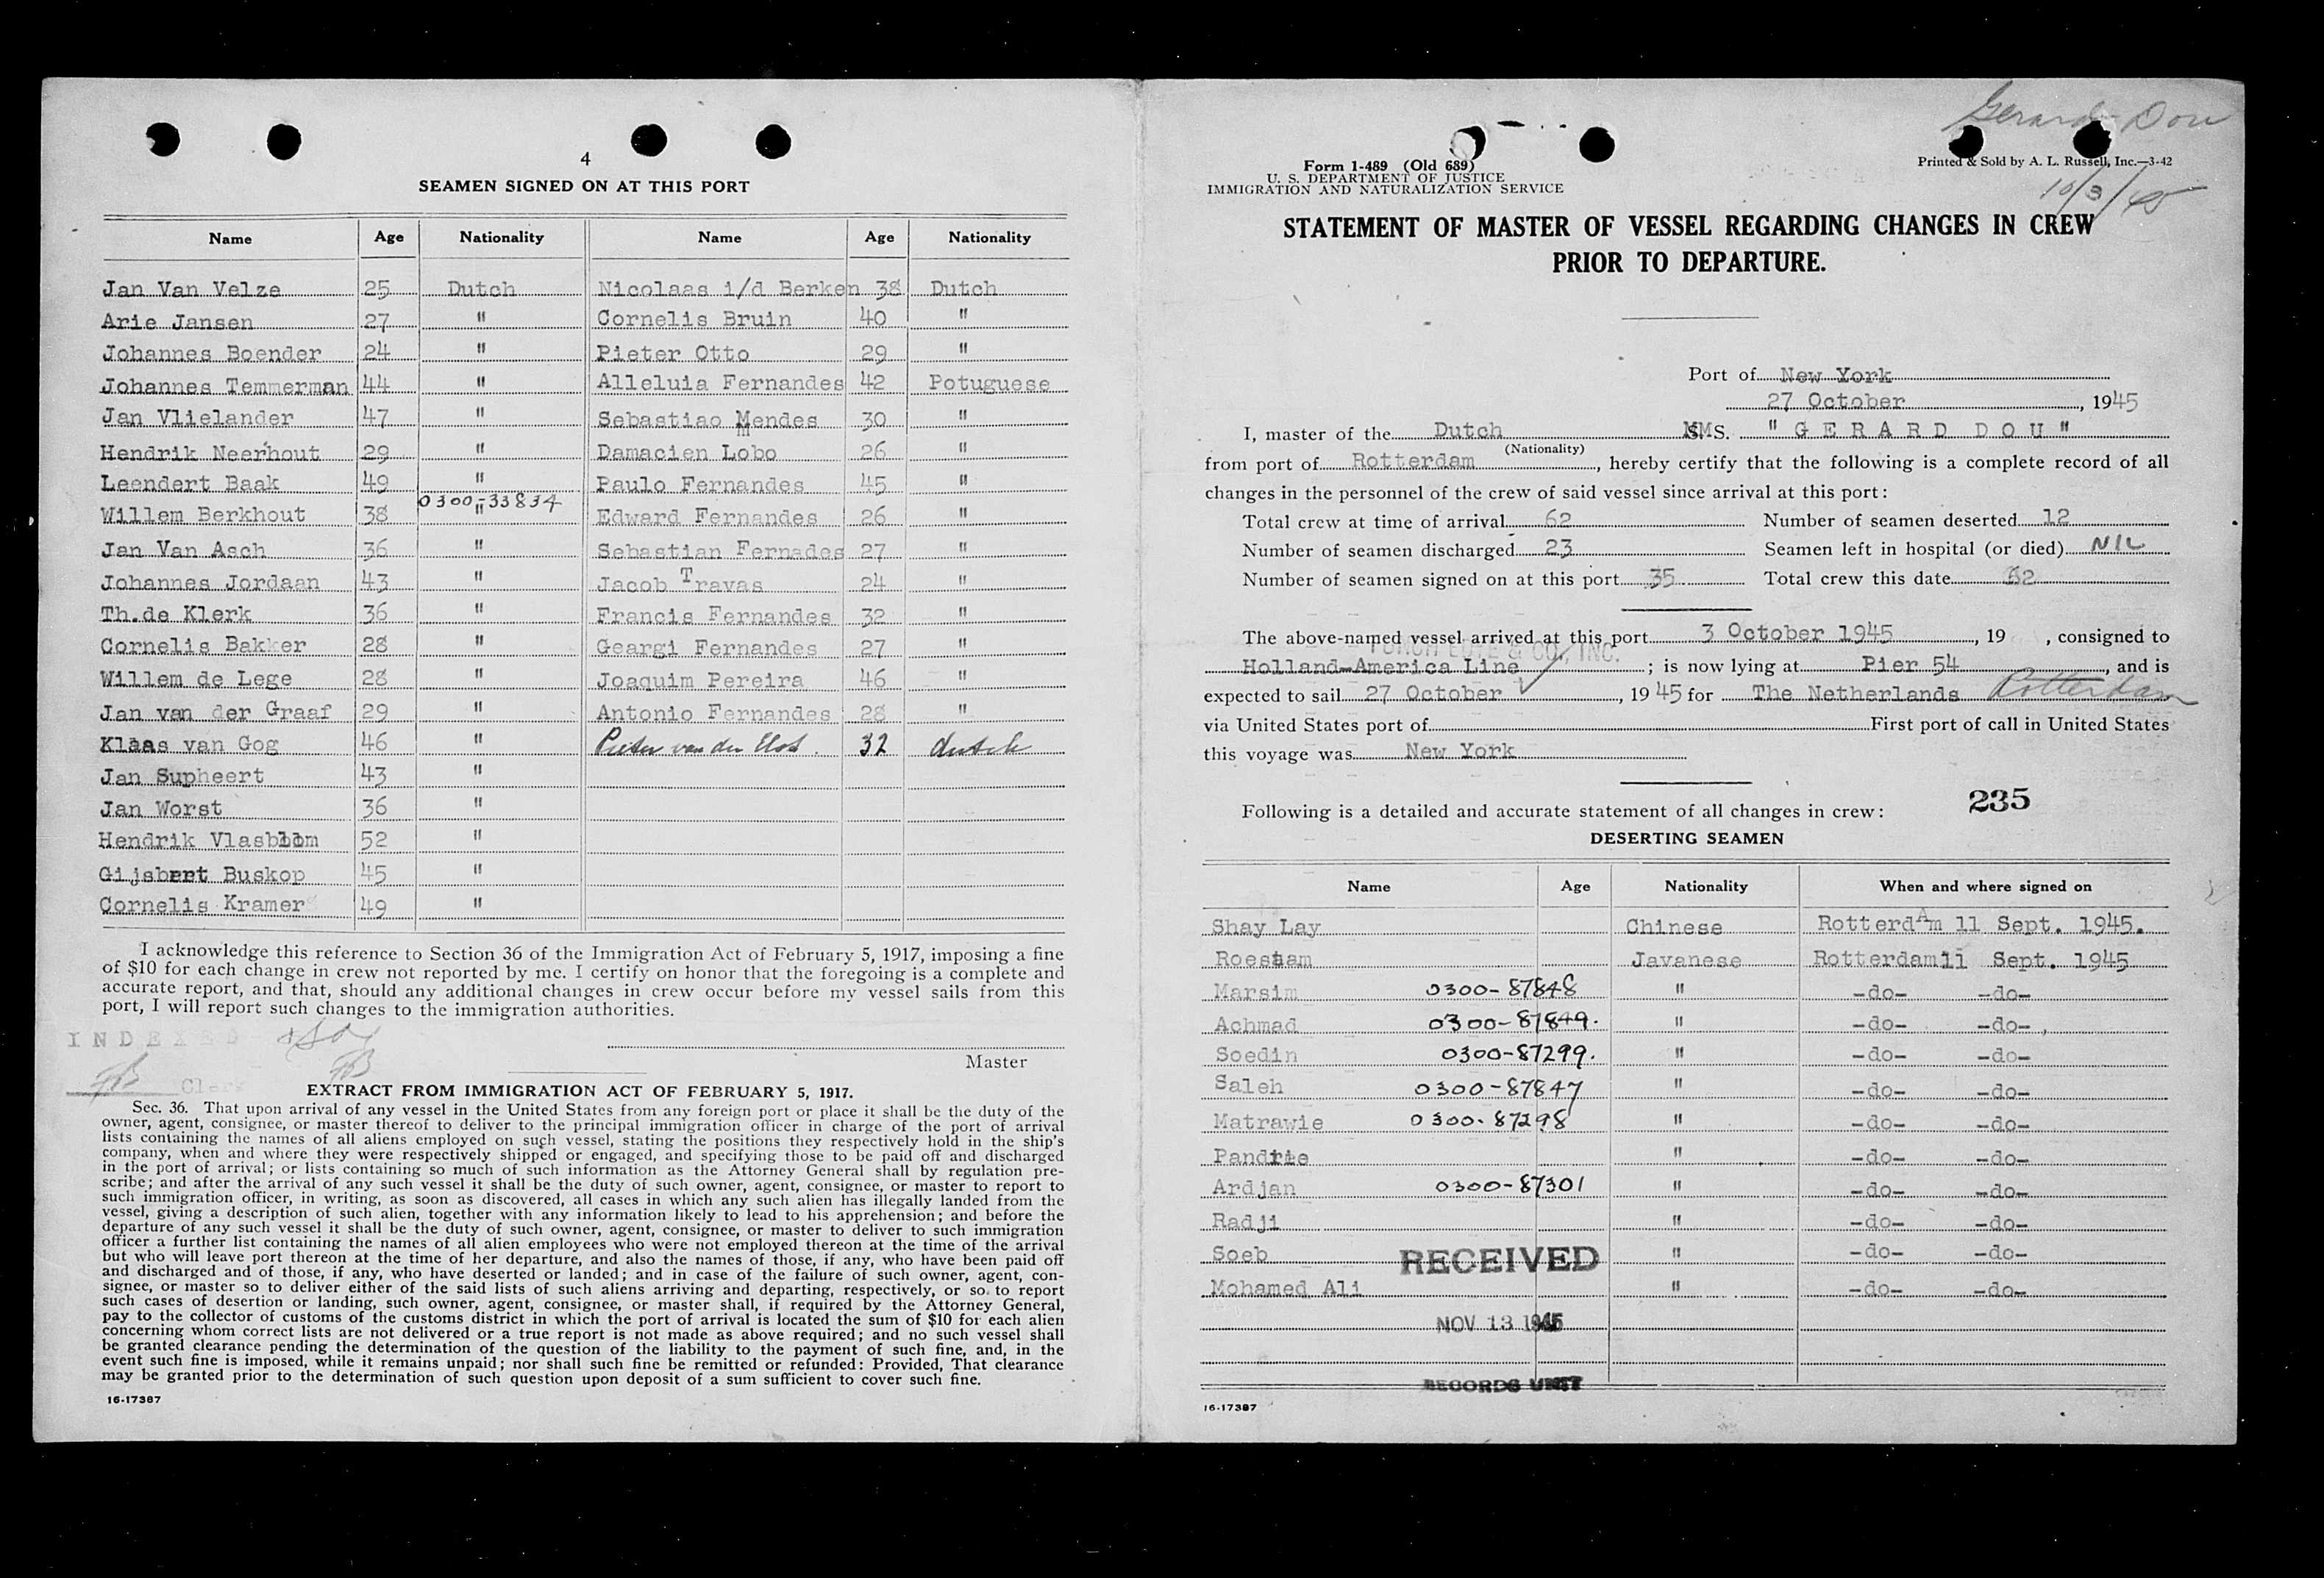 4
SEAMEN SIGNED ON AT THIS PORT
Name Age Nationality Name Age Nationality
Jan Van Velze 25 Dutch Nicolaas i/d Berken 38 Dutch
Arie Jansen 27 " Cornelis Bruin 40 "
Johannes Boender 24 " Pieter Otto 29 "
Johannes Temmerman 44 " Alleluia Fernandes 42 Potuguese
Jan Vlielander 47 " Sebastiao Mendes 30 "
Hendrik Neerhout 29 " Damacien Lobo 26 "
Leendert Baak 49 " Paulo Fernandes 45 "
0300-33834
Willem Berkhout 38 " Edward Fernandes 26 "
Jan Van Asch 36 " Sebastian Fernades 27 "
Johannes Jordaan 43 " Jacob Travas 24 "
Th.de Klerk 36 " Francis Fernandes 32 "
Cornelis Bakker 28 " Geargi Fernandes 27 "
Willem de Lege 28 " Joaquim Pereira 46 "
Jan van der Graaf 29 " Antonio Fernandes 28 "
Klaas van Gog 46 " Pieter van der 32 dutch
Jan Supheert 43 "
Jan Worst 36 "
Hendrik Vlasblom 52 "
Gijsbert Buskop 45 "
Cornelis Kramer 49 "
I acknowledge this reference to Section 36 of the Immigration Act of February 5, 1917, imposing a fine
of $10 for each change in crew not reported by me. I certify on honor that the foregoing is a complete and
accurate report, and that, should any additional changes in crew occur before my vessel sails from this
port, I will report such changes to the immigration authorities.
INDEXED
Master
Clerk
EXTRACT FROM IMMIGRATION ACT OF FEBRUARY 5, 1917.
Sec. 36. That upon arrival of any vessel in the United States from any foreign port or place it shall be the duty of the
owner, agent, consignee, or master thereof to deliver to the principal immigration officer in charge of the port of arrival
lists containing the names of all aliens employed on such vessel, stating the positions they respectively hold in the ship's
company, when and where they were respectively shipped or engaged, and specifying those to be paid off and discharged
in the port of arrival; or lists containing so much of such information as the Attorney General shall by regulation pre-
scribe; and after the arrival of any such vessel it shall be the duty of such owner, agent, consignee, or master to report to
such immigration officer, in writing, as soon as discovered, all cases in which any such alien has illegally landed from the
vessel, giving a description of such alien, together with any information likely to lead to his apprehension; and before the
departure of any such vessel it shall be the duty of such owner, agent, consignee, or master to deliver to such immigration
officer a further list containing the names of all alien employees who were not employed thereon at the time of the arrival
but who will leave port thereon at the time of her departure, and also the names of those, if any, who have been paid off
and discharged and of those, if any, who have deserted or landed; and in case of the failure of such owner, agent, con-
signee, or master so to deliver either of the said lists of such aliens arriving and departing, respectively, or so to report
such cases of desertion or landing, such owner, agent, consignee, or master shall, if required by the Attorney General,
pay to the collector of customs of the customs district in which the port of arrival is located the sum of $10 for each alien
concerning whom correct lists are not delivered or a true report is not made as above required; and no such vessel shall
be granted clearance pending the determination of the question of the liability to the payment of such fine, and, in the
event such fine is imposed, while it remains unpaid; nor shall such fine be remitted or refunded: Provided, That clearance
may be granted prior to the determination of such question upon deposit of a sum sufficient to cover such fine.
16-17387
Gerard Dou
Form I-489 (Old 689)
U. S. DEPARTMENT OF JUSTICE
IMMIGRATION AND NATURALIZATION SERVICE
Printed & Sold by A. L. Russell, Inc.—3-42
10/3/45
STATEMENT OF MASTER OF VESSEL REGARDING CHANGES IN CREW
PRIOR TO DEPARTURE.
Port of New York
27 October, 1945
I, master of the Dutch M.S. "GERARD DOU"
(Nationality)
from port of Rotterdam, hereby certify that the following is a complete record of all
changes in the personnel of the crew of said vessel since arrival at this port:
Total crew at time of arrival 62 Number of seamen deserted 12
Number of seamen discharged 23 Seamen left in hospital (or died) NIL
Number of seamen signed on at this port 35 Total crew this date 62
The above-named vessel arrived at this port 3 October 1945, 19 , consigned to
& CO., INC.
Holland-America Line; is now lying at Pier 54, and is
expected to sail 27 October, 1945 for The Netherlands Rotterdam
via United States port of First port of call in United States
this voyage was New York
Following is a detailed and accurate statement of all changes in crew: 235
DESERTING SEAMEN
Name Age Nationality When and where signed on
Shay Lay Chinese RotterdAm 11 Sept. 1945.
Roestam Javanese Rotterdam11 Sept. 1945
Marsim 0300-87848 " -do- -do-
Achmad 0300-87849. " -do- -do-,
Soedin 0300-87299. " -do- -do-
Saleh 0300-87847 " -do- -do-
Matrawie 0300-87298 " -do- -do-
Pandrie " -do- -do-
Ardjan 0300-87301 " -do- -do-
Radji " -do- -do-
Soeb " -do- -do-
RECEIVED
Mohamed Ali " -do- -do-
NOV 13 1945
RECORDS UNIT
16-17387